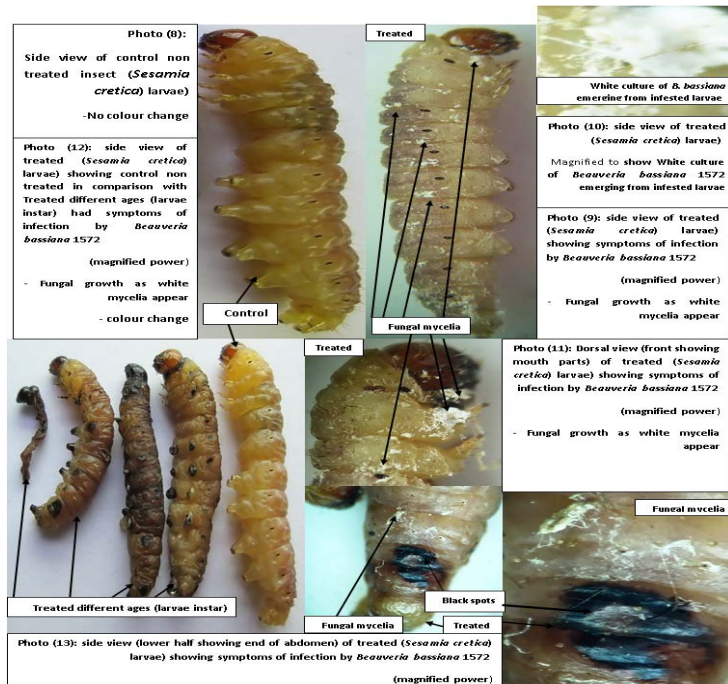 Photo (8):
Side view of control non
treated insect (Sesamia
cretica) larvae)
-No colour change
Photo (12): side view of
treated (Sesamia cretica)
larvae) showing control non
treated in comparison with
Treated different ages (larvae
instar) had symptoms of
infection by Beauveria
bassiana 1572
(magnified power)
- Fungal growth as white
mycelia appear
- colour change
Treated
White culture of B. bassiana
emerging from infested larvae
Photo (10): side view of treated
(Sesamia cretica) larvae)
Magnified to show White culture
of Beauveria bassiana 1572
emerging from infested larvae
Photo (9): side view of treated
(Sesamia cretica) larvae)
showing symptoms of infection
by Beauveria bassiana 1572
(magnified power)
- Fungal growth as white
mycelia appear
Control
Fungal mycelia
Treated
Photo (11): Dorsal view (front showing
mouth parts) of treated (Sesamia
cretica) larvae) showing symptoms of
infection by Beauveria bassiana 1572
(magnified power)
- Fungal growth as white mycelia
appear
Fungal mycelia
Black spots
Treated different ages (larvae instar)
Fungal mycelia
Treated
Photo (13): side view (lower half showing end of abdomen) of treated (Sesamia cretica)
larvae) showing symptoms of infection by Beauveria bassiana 1572
(magnified power)